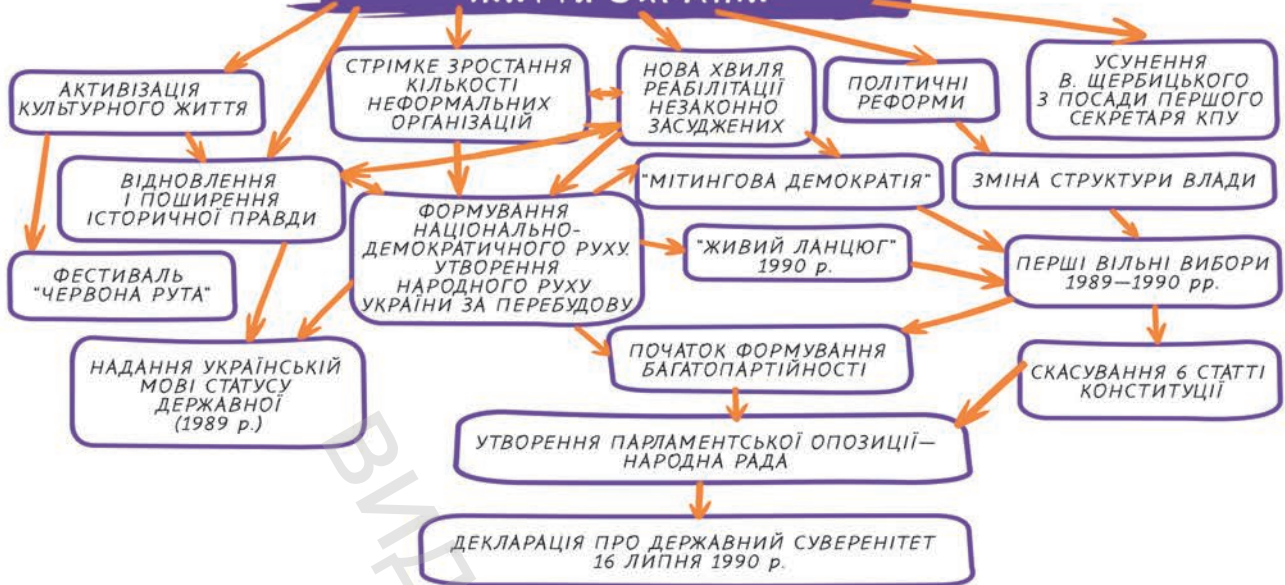 АКТИВІЗАЦІЯ
КУЛЬТУРНОГО ЖИТТЯ
СТРІМКЕ ЗРОСТАННЯ
КІЛЬКОСТІ
НЕФОРМАЛЬНИХ
ОРГАНІЗАЦІЙ
НОВА ХВИЛЯ
РЕАБІЛІТАЦІЇ
НЕЗАКОННО
ЗАСУДЖЕНИХ
ПОЛІТИЧНІ
РЕФОРМИ
УСУНЕННЯ
В. ЩЕРБИЦЬКОГО
З ПОСАДИ ПЕРШОГО
СЕКРЕТАРЯ КПУ
ВІДНОВЛЕННЯ
І ПОШИРЕННЯ
ІСТОРИЧНОЇ ПРАВДИ
ФОРМУВАННЯ
НАЦІОНАЛЬНО-
ДЕМОКРАТИЧНОГО РУХУ.
УТВОРЕННЯ
НАРОДНОГО РУХУ
УКРАЇНИ ЗА ПЕРЕБУДОВУ
"МІТИНГОВА ДЕМОКРАТІЯ"
ЗМІНА СТРУКТУРИ ВЛАДИ
ФЕСТИВАЛЬ
"ЧЕРВОНА РУТА"
"ЖИВИЙ ЛАНЦЮГ"
1990 р.
ПЕРШІ ВІЛЬНІ ВИБОРИ
1989—1990 рр.
НАДАННЯ УКРАЇНСЬКІЙ
МОВІ СТАТУСУ
ДЕРЖАВНОЇ
(1989 р.)
ПОЧАТОК ФОРМУВАННЯ
БАГАТОПАРТІЙНОСТІ
СКАСУВАННЯ 6 СТАТТІ
КОНСТИТУЦІЇ
УТВОРЕННЯ ПАРЛАМЕНТСЬКОЇ ОПОЗИЦІЇ—
НАРОДНА РАДА
ДЕКЛАРАЦІЯ ПРО ДЕРЖАВНИЙ СУВЕРЕНІТЕТ
16 ЛИПНЯ 1990 р.